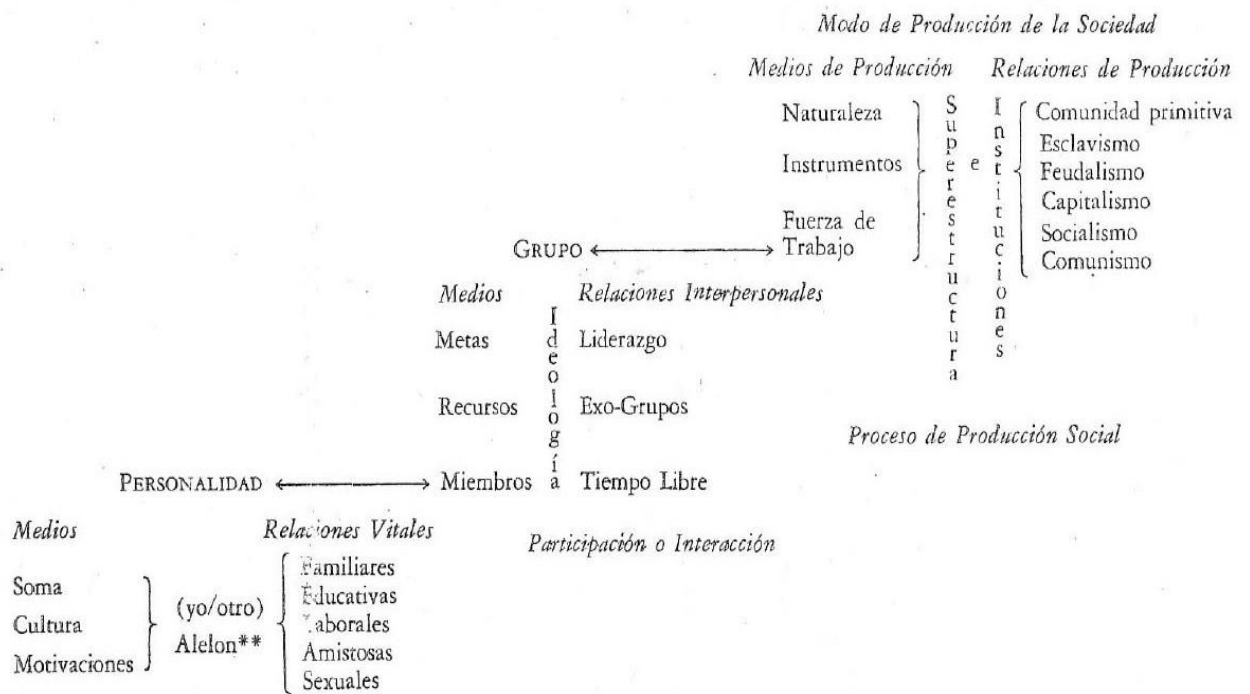 Modo de Producción de la Sociedad
Medios de Producción Relaciones de Producción
Naturaleza
Instrumentos
Fuerza de
Trabajo
Superestructura
e
Instituciones
Comunidad primitiva
Esclavismo
Feudalismo
Capitalismo
Socialismo
Comunismo
Proceso de Producción Social
GRUPO
Medios Relaciones Interpersonales
Metas
Recursos
Miembros
Ideología
Liderazgo
Exo-Grupos
Tiempo Libre
Participación o Interacción
PERSONALIDAD
Medios Relaciones Vitales
Soma
Cultura
Motivaciones
(yo/otro)
Alelon**
Familiares
Educativas
Laborales
Amistosas
Sexuales